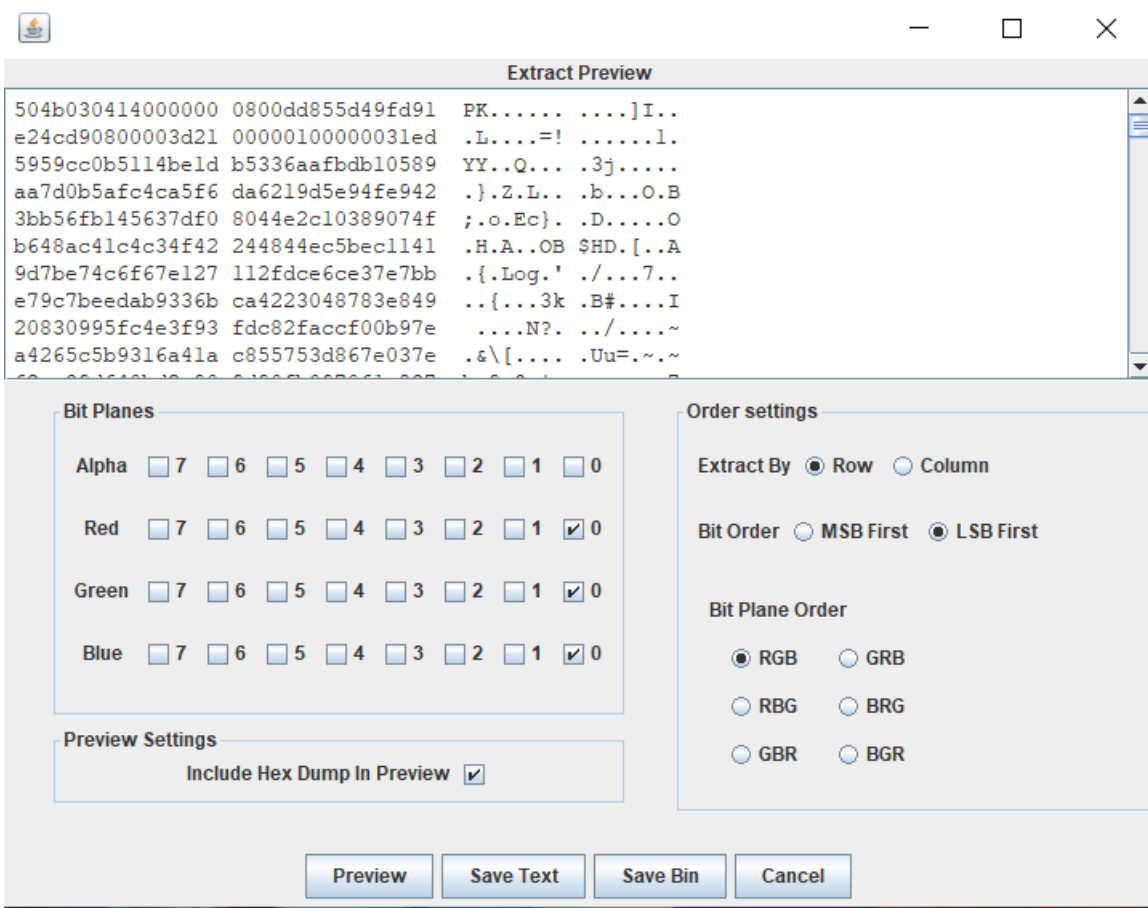 Extract Preview
504b030414000000 0800dd855d49fd91 PK...... ....]I..
e24cd90800003d21 00000100000031ed .L....=! ......1.
5959cc0b5114be1d b5336aafbdb10589 YY..Q... .3j.....
aa7d0b5afc4ca5f6 da6219d5e94fe942 .}.Z.L.. .b...O.B
3bb56fb145637df0 8044e2c10389074f ;.o.Ec}. .D.....O
b648ac41c4c34f42 244844ec5bec1141 .H.A..OB $HD.[..A
9d7be74c6f67e127 112fdce6ce37e7bb .{.Log.' ./...7..
e79c7beedab9336b ca4223048783e849 ..{...3k .B#....I
20830995fc4e3f93 fdc82faccf00b97e ....N?. ../....~
a4265c5b9316a41a c855753d867e037e .&\[.... .Uu=.~.~
Bit Planes
Alpha 7 6 5 4 3 2 1 0
Red 7 6 5 4 3 2 1 0
Green 7 6 5 4 3 2 1 0
Blue 7 6 5 4 3 2 1 0
Preview Settings
Include Hex Dump In Preview
Order settings
Extract By Row Column
Bit Order MSB First LSB First
Bit Plane Order
RGB GRB
RBG BRG
GBR BGR
Preview Save Text Save Bin Cancel